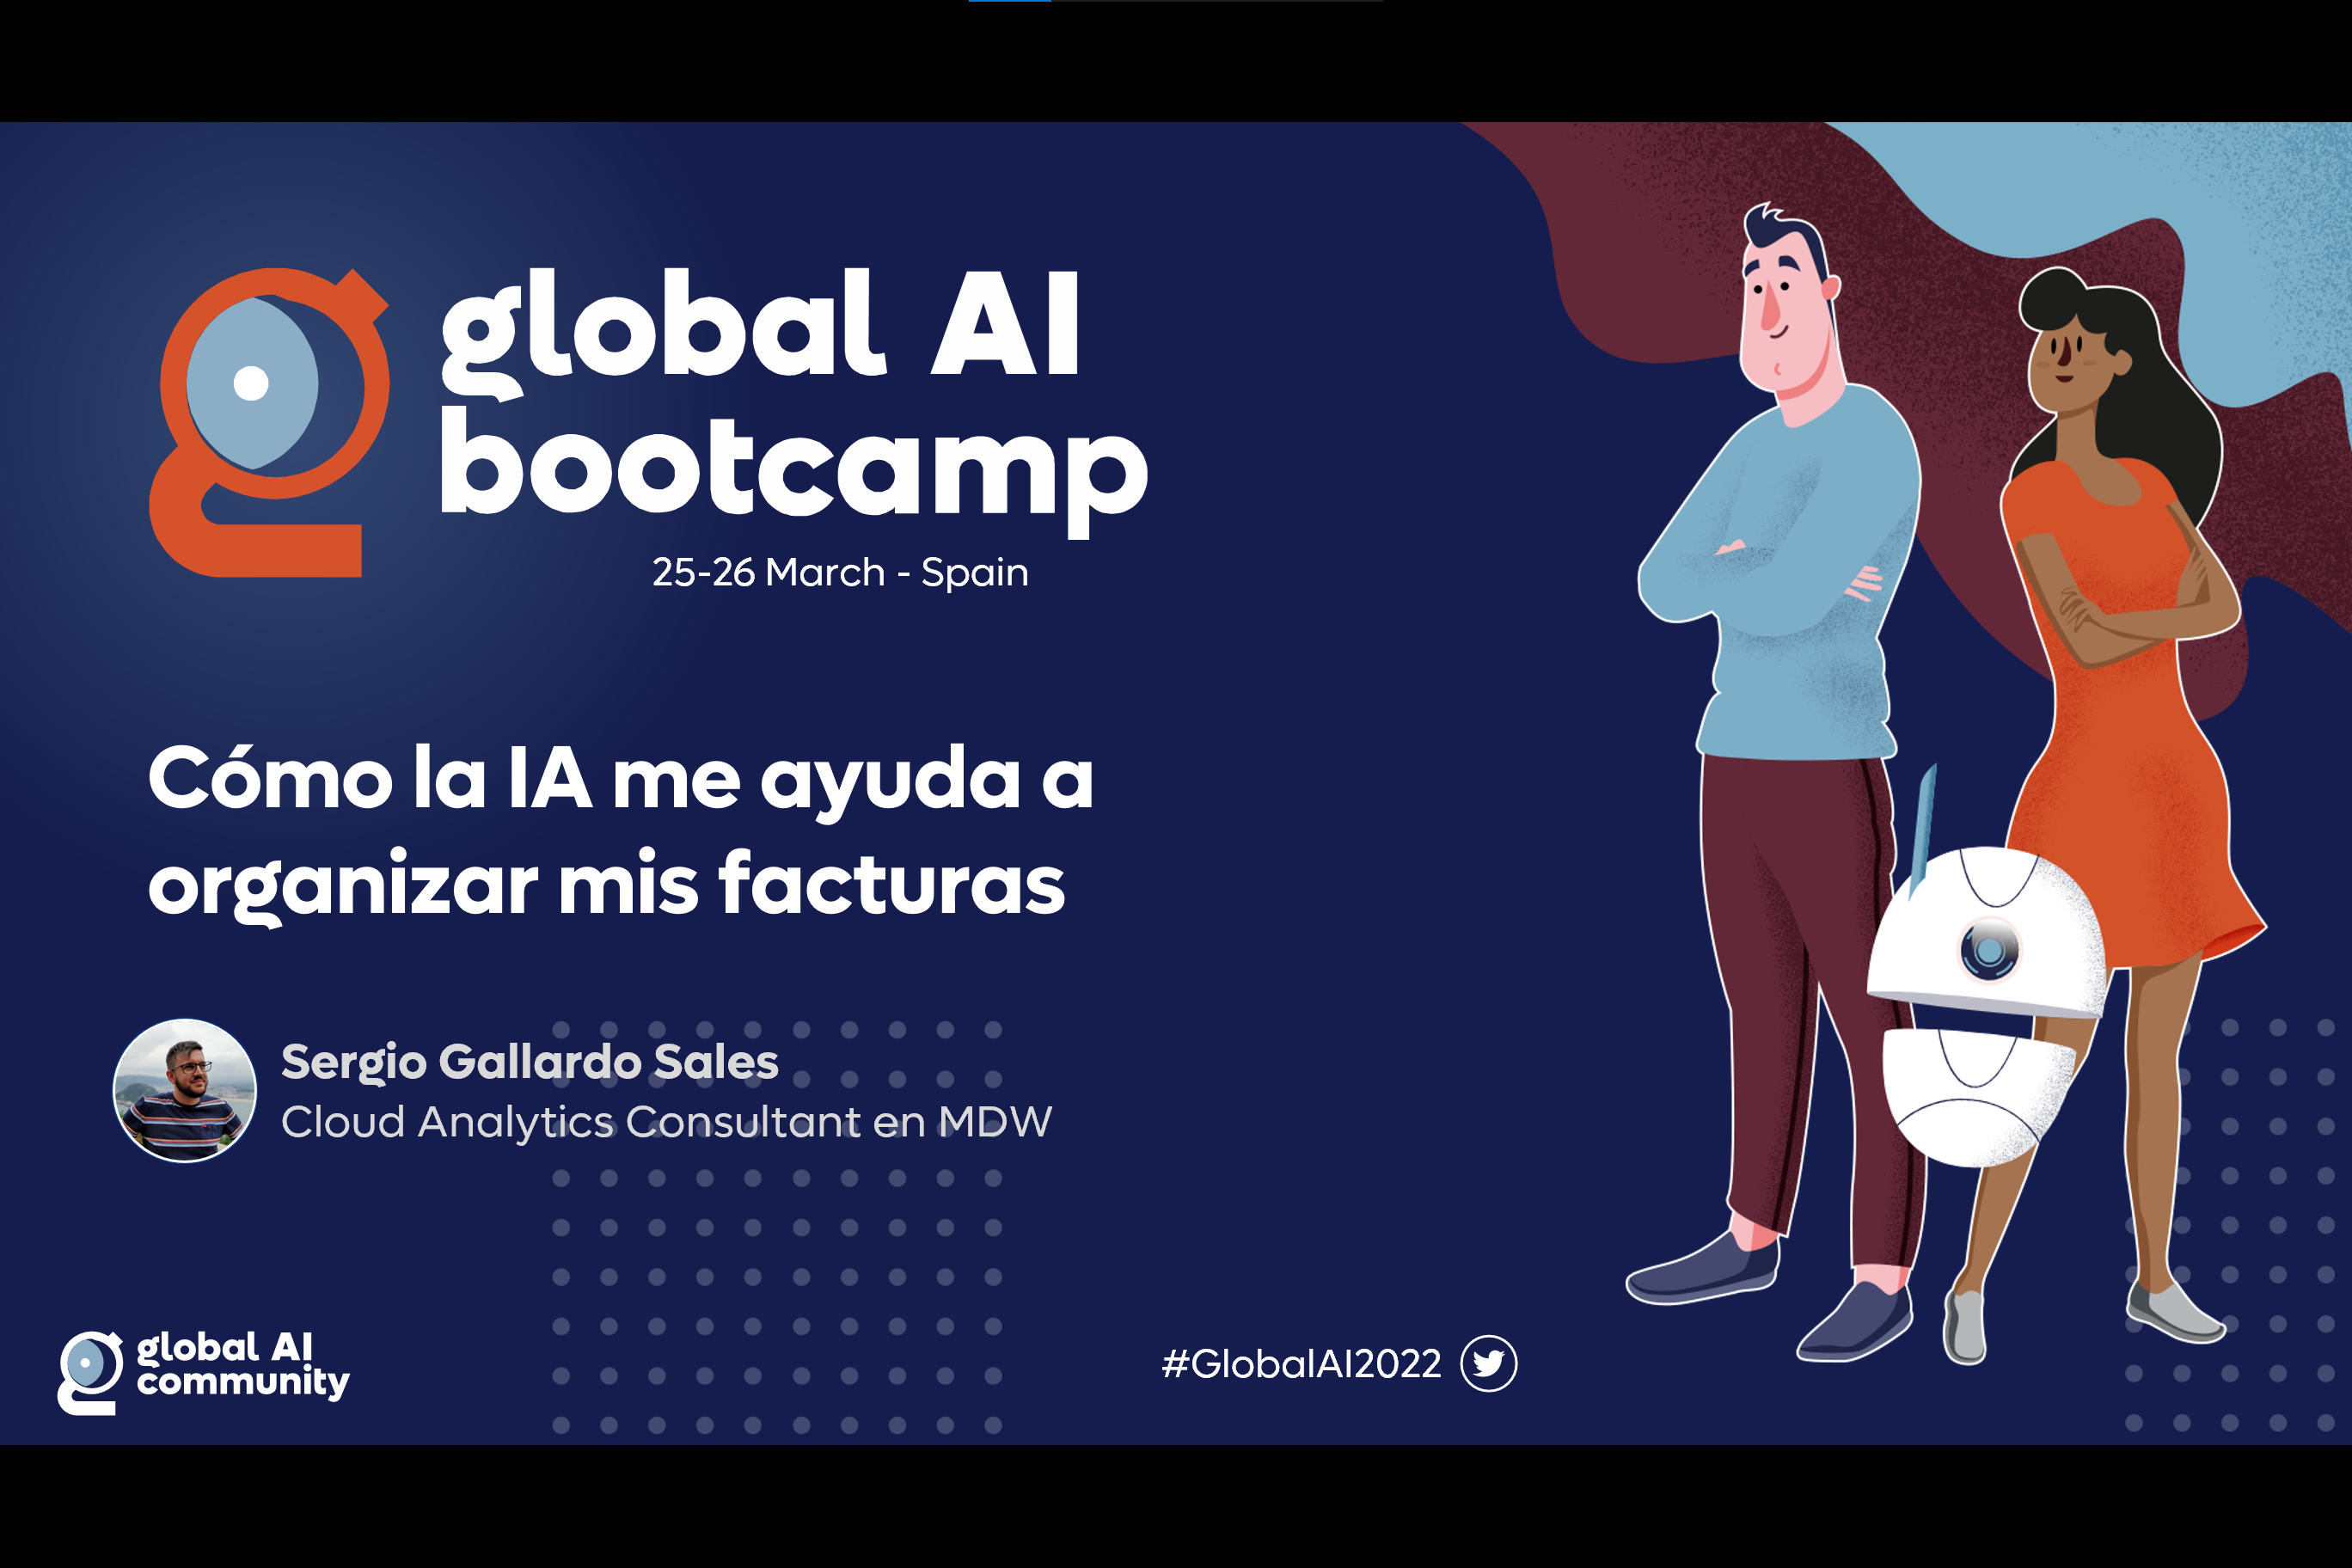 global AI
bootcamp
25-26 March - Spain
Cómo la IA me ayuda a
organizar mis facturas
Sergio Gallardo Sales
Cloud Analytics Consultant en MDW
global AI
community
#GlobalAI2022